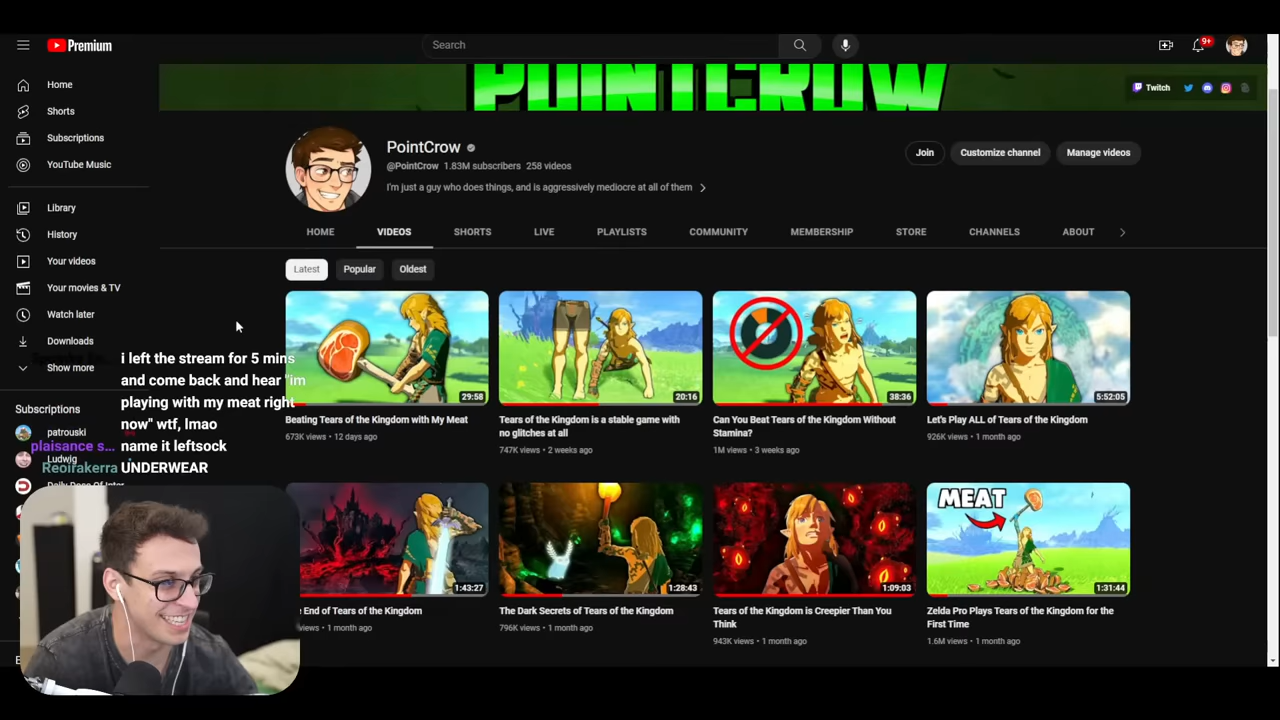 Premium
Search
9+
Home
Shorts
Subscriptions
YouTube Music
Library
History
Your videos
Your movies & TV
Watch later
Downloads
Show more
Subscriptions
patrouski
Ludwig
i left the stream for 5 mins
and come back and hear "im
playing with my meat right
now" wtf, lmao
plaisance s... name it leftsock
Reoirakerra UNDERWEAR
POINTCROW
Twitch
PointCrow
@PointCrow 1.83M subscribers 258 videos
I'm just a guy who does things, and is aggressively mediocre at all of them
Join
Customize channel
Manage videos
HOME
VIDEOS
SHORTS
LIVE
PLAYLISTS
COMMUNITY
MEMBERSHIP
STORE
CHANNELS
ABOUT
Latest
Popular
Oldest
29:58
Beating Tears of the Kingdom with My Meat
673K views • 12 days ago
20:16
Tears of the Kingdom is a stable game with
no glitches at all
747K views • 2 weeks ago
38:36
Can You Beat Tears of the Kingdom Without
Stamina?
1M views • 3 weeks ago
5:52:05
Let's Play ALL of Tears of the Kingdom
926K views • 1 month ago
1:43:27
End of Tears of the Kingdom
views • 1 month ago
1:28:43
The Dark Secrets of Tears of the Kingdom
796K views • 1 month ago
1:09:03
Tears of the Kingdom is Creepier Than You
Think
943K views • 1 month ago
MEAT
1:31:44
Zelda Pro Plays Tears of the Kingdom for the
First Time
1.6M views • 1 month ago